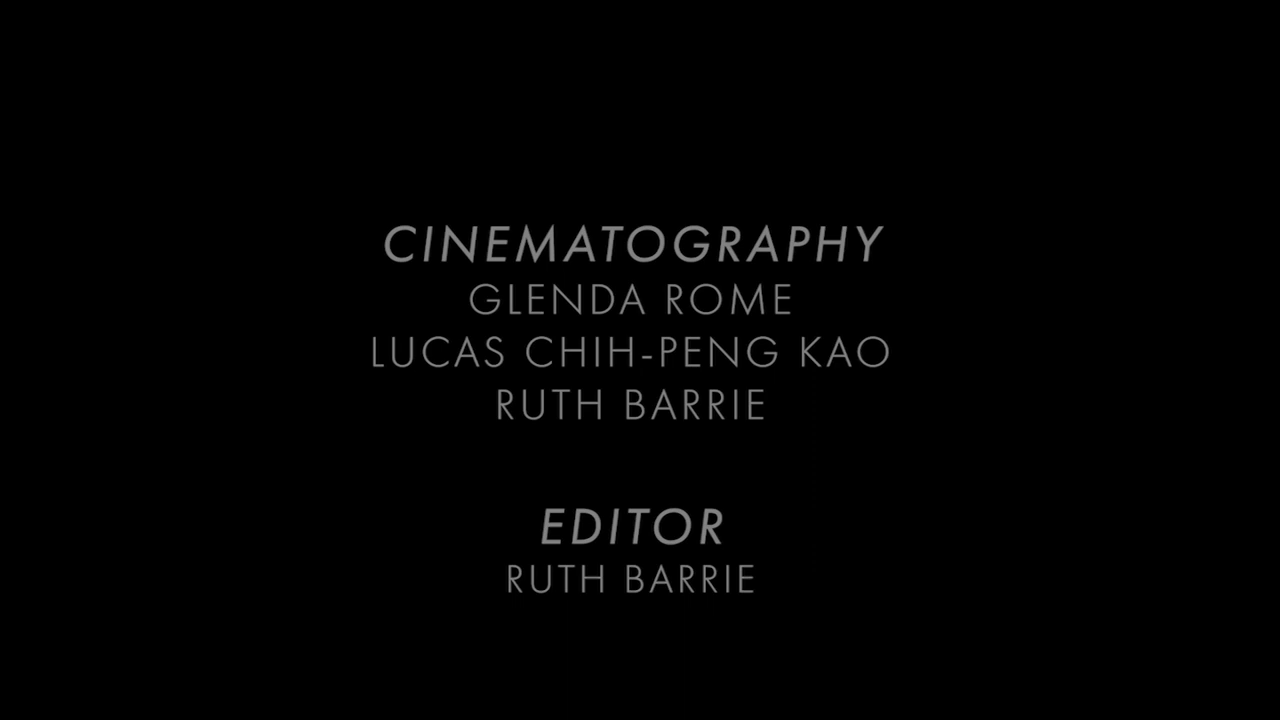 CINEMATOGRAPHY
GLENDA ROME
LUCAS CHIH-PENG KAO
RUTH BARRIE
EDITOR
RUTH BARRIE